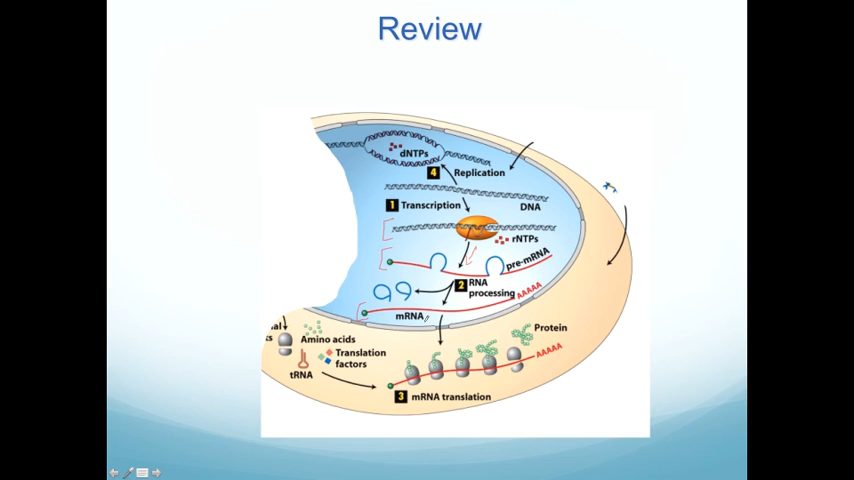 Review
dNTPs
4 Replication
1 Transcription
DNA
rNTPs
pre-mRNA
2 RNA
processing
AAAAA
mRNA
Protein
Amino acids
Translation
factors
tRNA
AAAAA
3 mRNA translation